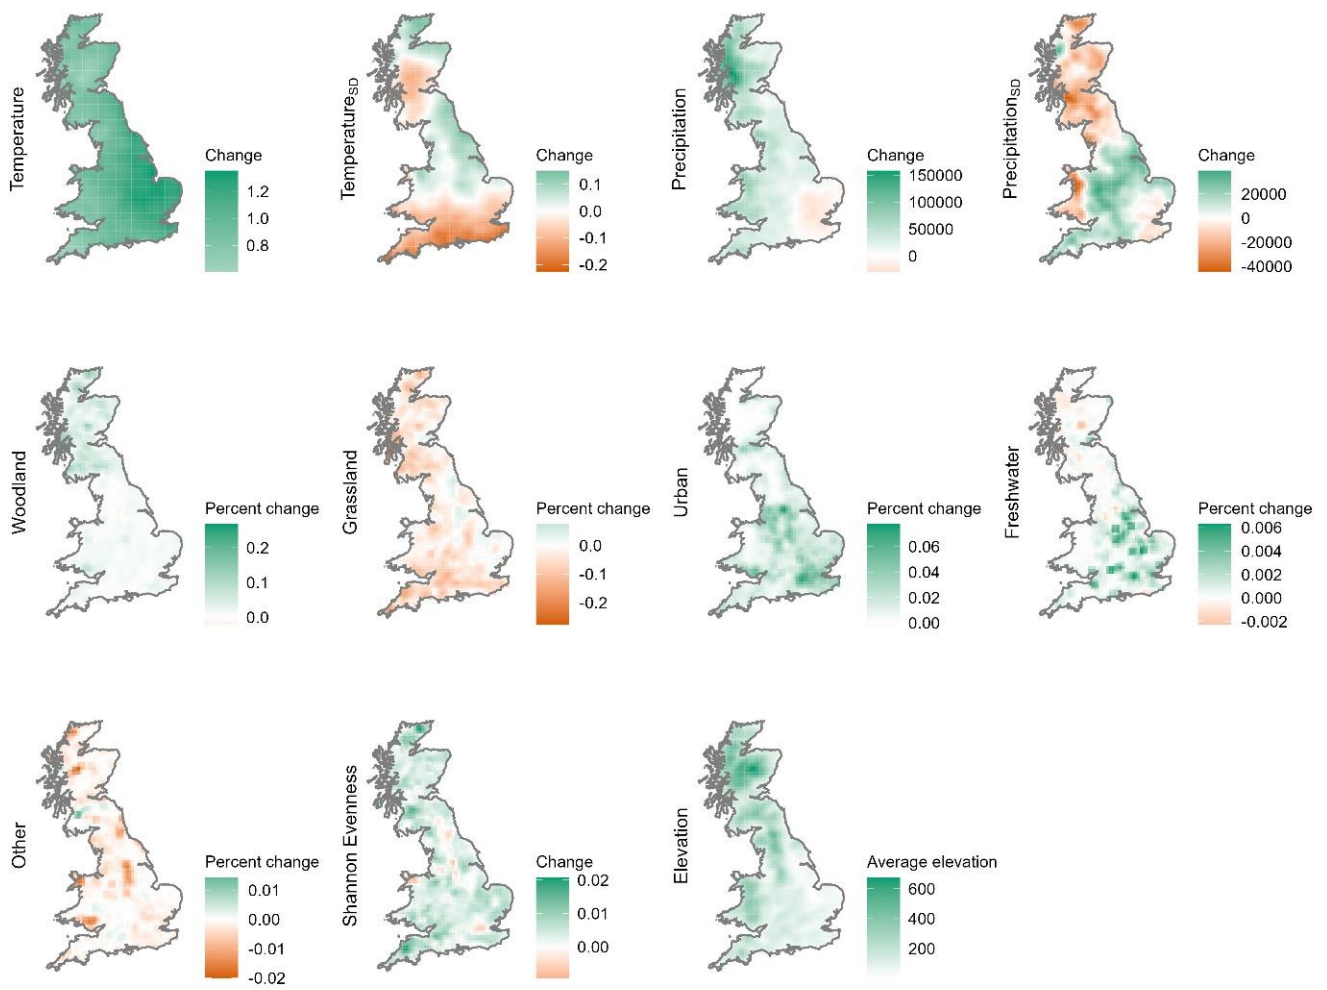 Temperature
Change
1.2
1.0
0.8
Temperature_SD
Change
0.1
0.0
-0.1
-0.2
Precipitation
Change
150000
100000
50000
0
Precipitation_SD
Change
20000
0
-20000
-40000
Woodland
Percent change
0.2
0.1
0.0
Grassland
Percent change
0.0
-0.1
-0.2
Urban
Percent change
0.06
0.04
0.02
0.00
Freshwater
Percent change
0.006
0.004
0.002
0.000
-0.002
Other
Percent change
0.01
0.00
-0.01
-0.02
Shannon Evenness
Change
0.02
0.01
0.00
Elevation
Average elevation
600
400
200